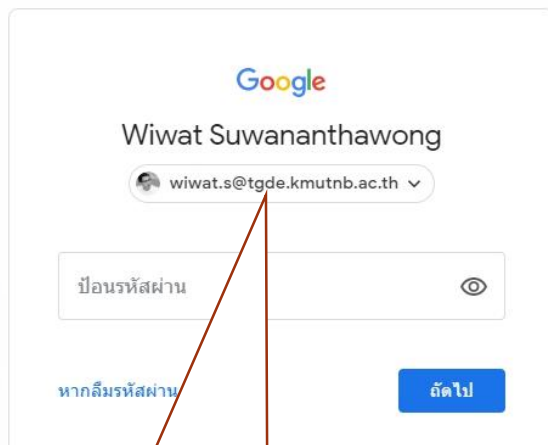 Google
Wiwat Suwananthawong
wiwat.s@tgde.kmutnb.ac.th
ป้อนรหัสผ่าน
หากลืมรหัสผ่าน
ถัดไป